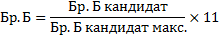 Бр. Б = Бр. Б кандидат / Бр. Б кандидат макс. × 11